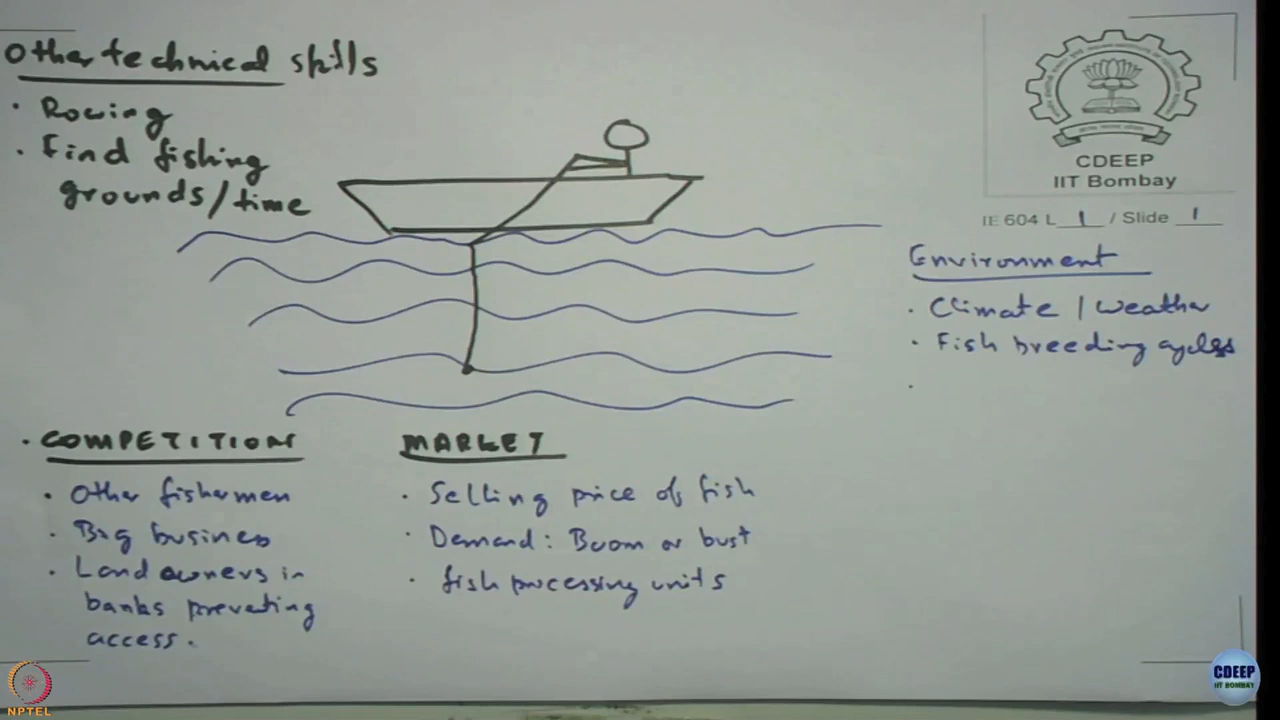 Other technical skills
· Rowing
· Find fishing
grounds/time
CDEEP
IIT Bombay
IE 604 L 1 / Slide 1
Environment
· Climate / Weather
· Fish breeding cycles
·
· COMPETITION
· Other fishermen
· Big business
· Land owners in
banks preventing
access.
MARKET
· Selling price of fish
· Demand: Boom or bust
· fish processing units
NPTEL
CDEEP
IIT BOMBAY